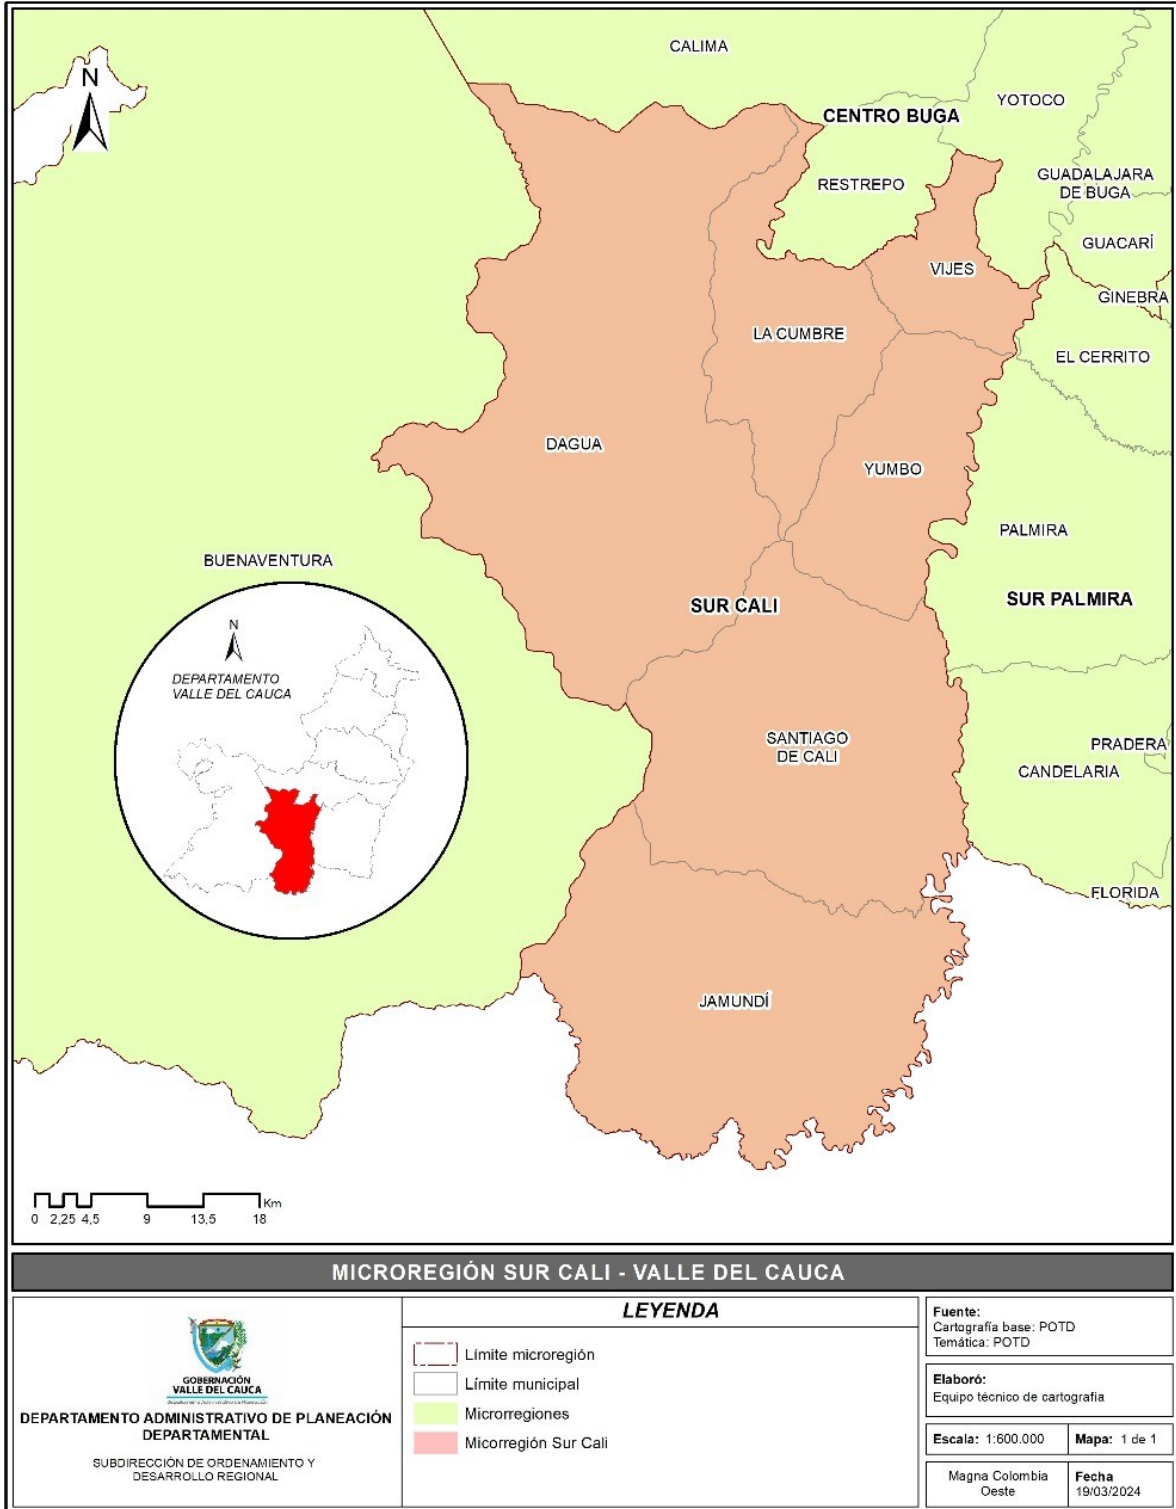 N
CALIMA
YOTOCO
CENTRO BUGA
GUADALAJARA
DE BUGA
RESTREPO
GUACARÍ
VIJES
GINEBRA
LA CUMBRE
EL CERRITO
DAGUA
YUMBO
PALMIRA
BUENAVENTURA
SUR CALI
SUR PALMIRA
N
DEPARTAMENTO
VALLE DEL CAUCA
SANTIAGO
DE CALI
PRADERA
CANDELARIA
FLORIDA
JAMUNDÍ
Km
0 2,25 4,5 9 13,5 18
MICROREGIÓN SUR CALI - VALLE DEL CAUCA
GOBERNACIÓN
VALLE DEL CAUCA
Departamento Administrativo de Planeación
DEPARTAMENTO ADMINISTRATIVO DE PLANEACIÓN
DEPARTAMENTAL
SUBDIRECCIÓN DE ORDENAMIENTO Y
DESARROLLO REGIONAL
LEYENDA
Límite microregión
Límite municipal
Microrregiones
Micorregión Sur Cali
Fuente:
Cartografía base: POTD
Temática: POTD
Elaboró:
Equipo técnico de cartografia
Escala: 1:600.000
Mapa: 1 de 1
Magna Colombia
Oeste
Fecha
19/03/2024